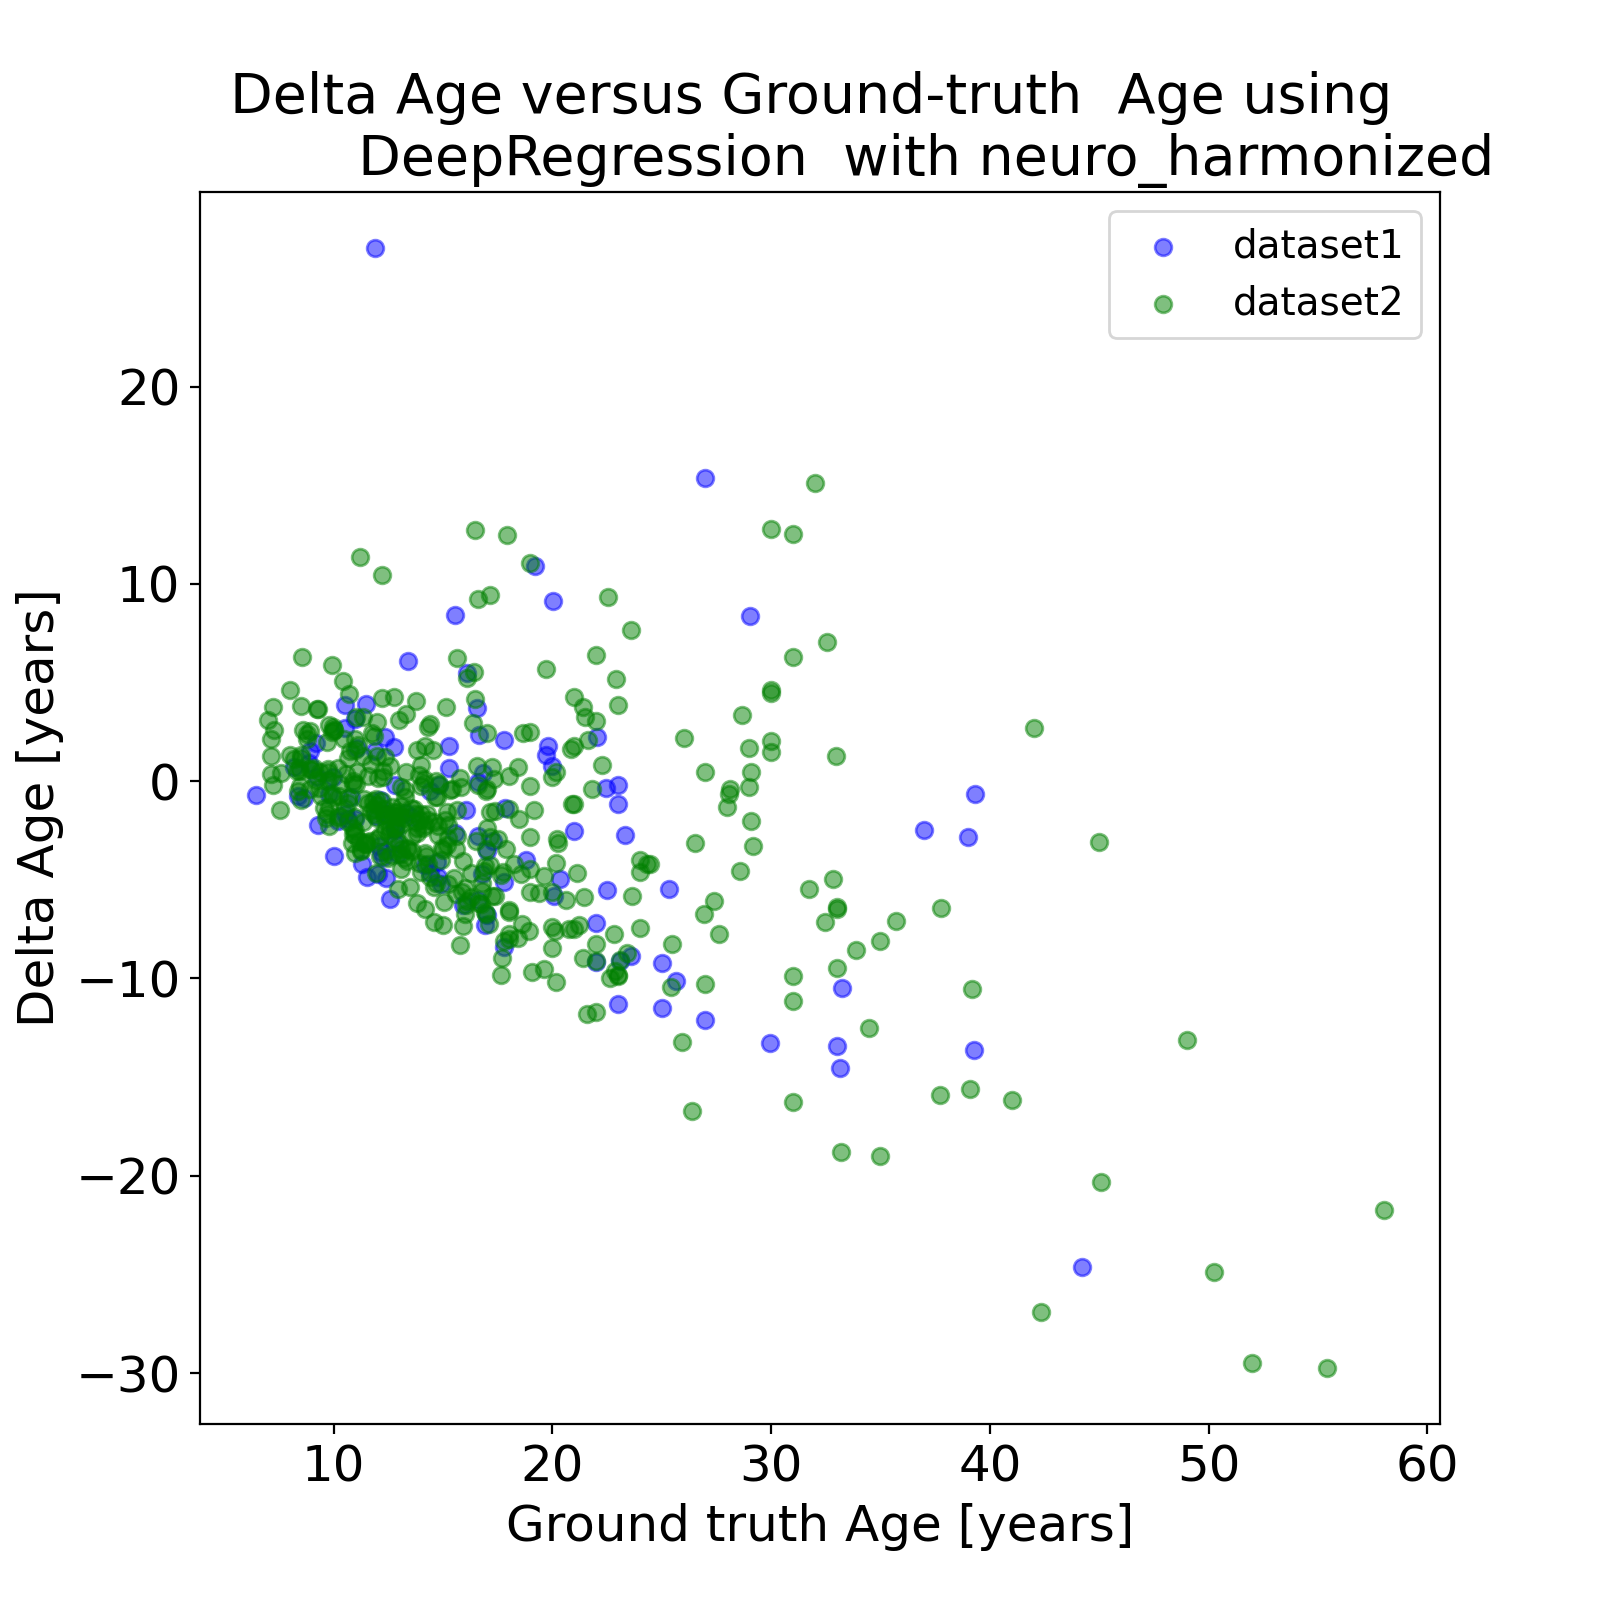 Delta Age versus Ground-truth  Age using
DeepRegression  with neuro_harmonized
dataset1
dataset2
20
10
0
−10
−20
−30
Delta Age [years]
10 20 30 40 50 60
Ground truth Age [years]